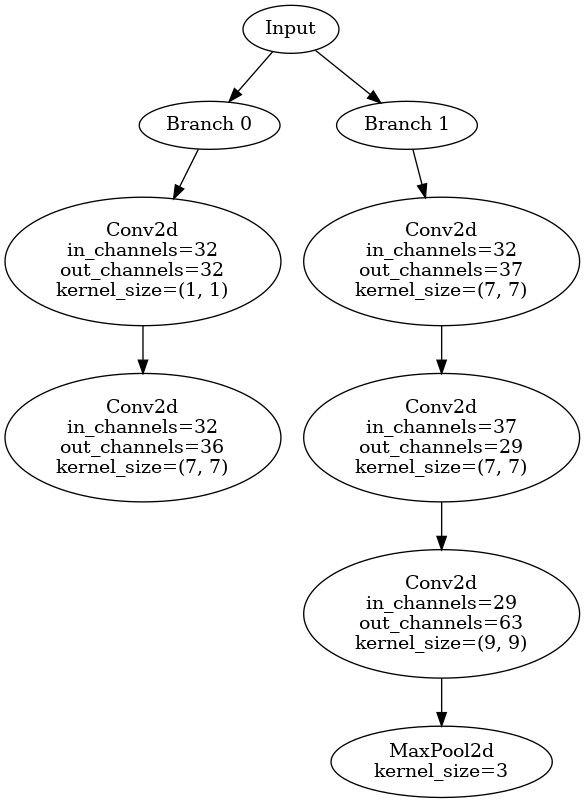 Input
Branch 0
Branch 1
Conv2d
in_channels=32
out_channels=32
kernel_size=(1, 1)
Conv2d
in_channels=32
out_channels=37
kernel_size=(7, 7)
Conv2d
in_channels=32
out_channels=36
kernel_size=(7, 7)
Conv2d
in_channels=37
out_channels=29
kernel_size=(7, 7)
Conv2d
in_channels=29
out_channels=63
kernel_size=(9, 9)
MaxPool2d
kernel_size=3